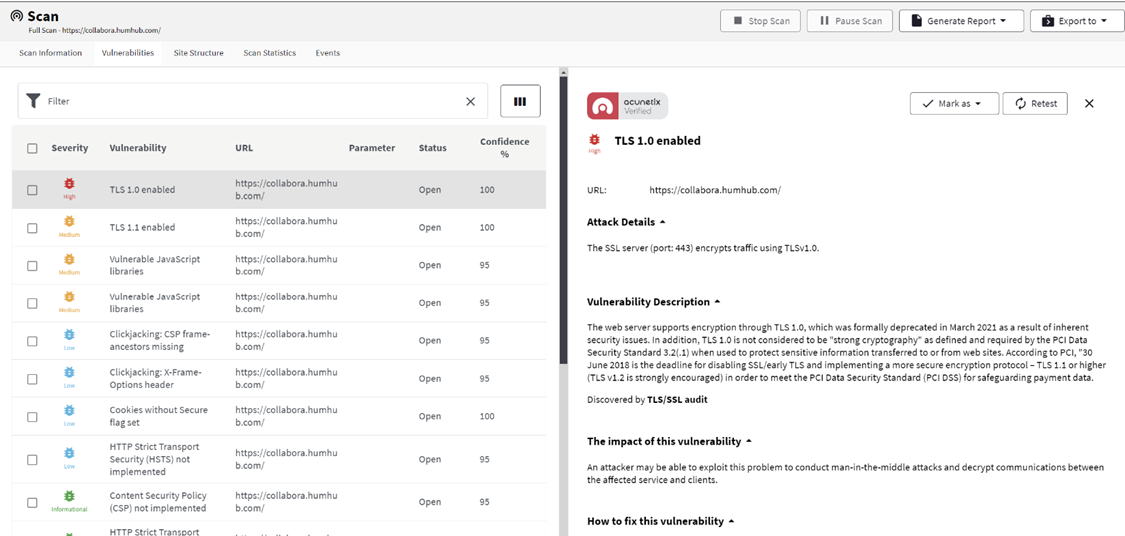 Scan
Full Scan - https://collabora.humhub.com/
Stop Scan
Pause Scan
Generate Report
Export to
Scan Information
Vulnerabilities
Site Structure
Scan Statistics
Events
Filter
Severity
Vulnerability
URL
Parameter
Status
Confidence
%
High
TLS 1.0 enabled
https://collabora.humhu
b.com/
Open
100
Medium
TLS 1.1 enabled
https://collabora.humhu
b.com/
Open
100
Medium
Vulnerable JavaScript
libraries
https://collabora.humhu
b.com/
Open
95
Medium
Vulnerable JavaScript
libraries
https://collabora.humhu
b.com/
Open
95
Low
Clickjacking: CSP frame-
ancestors missing
https://collabora.humhu
b.com/
Open
95
Low
Clickjacking: X-Frame-
Options header
https://collabora.humhu
b.com/
Open
95
Low
Cookies without Secure
flag set
https://collabora.humhu
b.com/
Open
100
Low
HTTP Strict Transport
Security (HSTS) not
implemented
https://collabora.humhu
b.com/
Open
95
Informational
Content Security Policy
(CSP) not implemented
https://collabora.humhu
b.com/
Open
95
HTTP Strict Transport
acunetix
Verified
Mark as
Retest
High
TLS 1.0 enabled
URL:
https://collabora.humhub.com/
Attack Details
The SSL server (port: 443) encrypts traffic using TLSv1.0.
Vulnerability Description
The web server supports encryption through TLS 1.0, which was formally deprecated in March 2021 as a result of inherent
security issues. In addition, TLS 1.0 is not considered to be "strong cryptography" as defined and required by the PCI Data
Security Standard 3.2(.1) when used to protect sensitive information transferred to or from web sites. According to PCI, "30
June 2018 is the deadline for disabling SSL/early TLS and implementing a more secure encryption protocol – TLS 1.1 or higher
(TLS v1.2 is strongly encouraged) in order to meet the PCI Data Security Standard (PCI DSS) for safeguarding payment data.
Discovered by TLS/SSL audit
The impact of this vulnerability
An attacker may be able to exploit this problem to conduct man-in-the-middle attacks and decrypt communications between
the affected service and clients.
How to fix this vulnerability